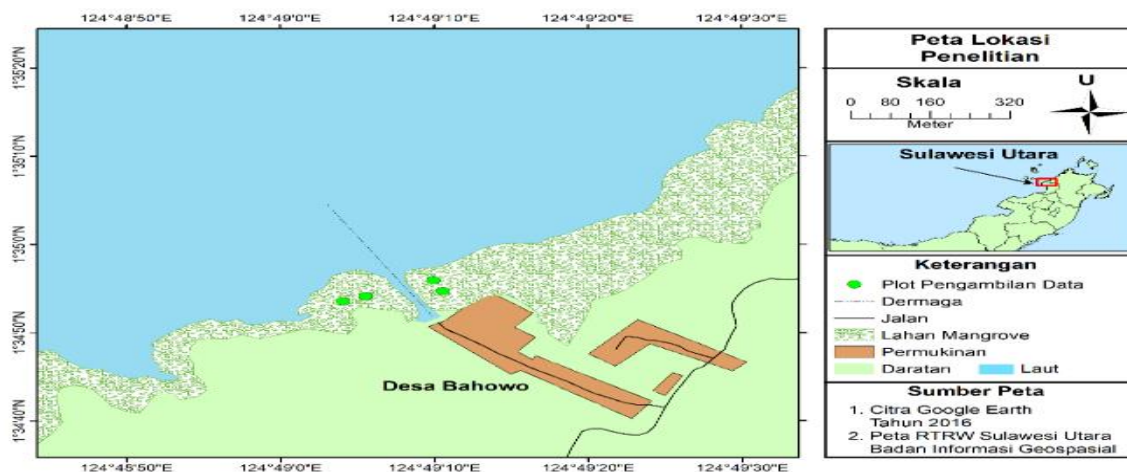 124°48'50"E
124°49'0"E
124°49'10"E
124°49'20"E
124°49'30"E
1°35'20"N
1°35'10"N
1°35'0"N
1°34'50"N
1°34'40"N
Desa Bahowo
124°45'50"E
124°49'0"E
124°49'10"E
124°49'20"E
124°49'30"E
Peta Lokasi
Penelitian
Skala
U
0 80 160 320
Meter
Sulawesi Utara
Keterangan
Plot Pengambilan Data
Dermaga
Jalan
Lahan Mangrove
Permukinan
Daratan Laut
Sumber Peta
1. Citra Google Earth
Tahun 2016
2. Peta RTRW Sulawesi Utara
Badan Informasi Geospasial